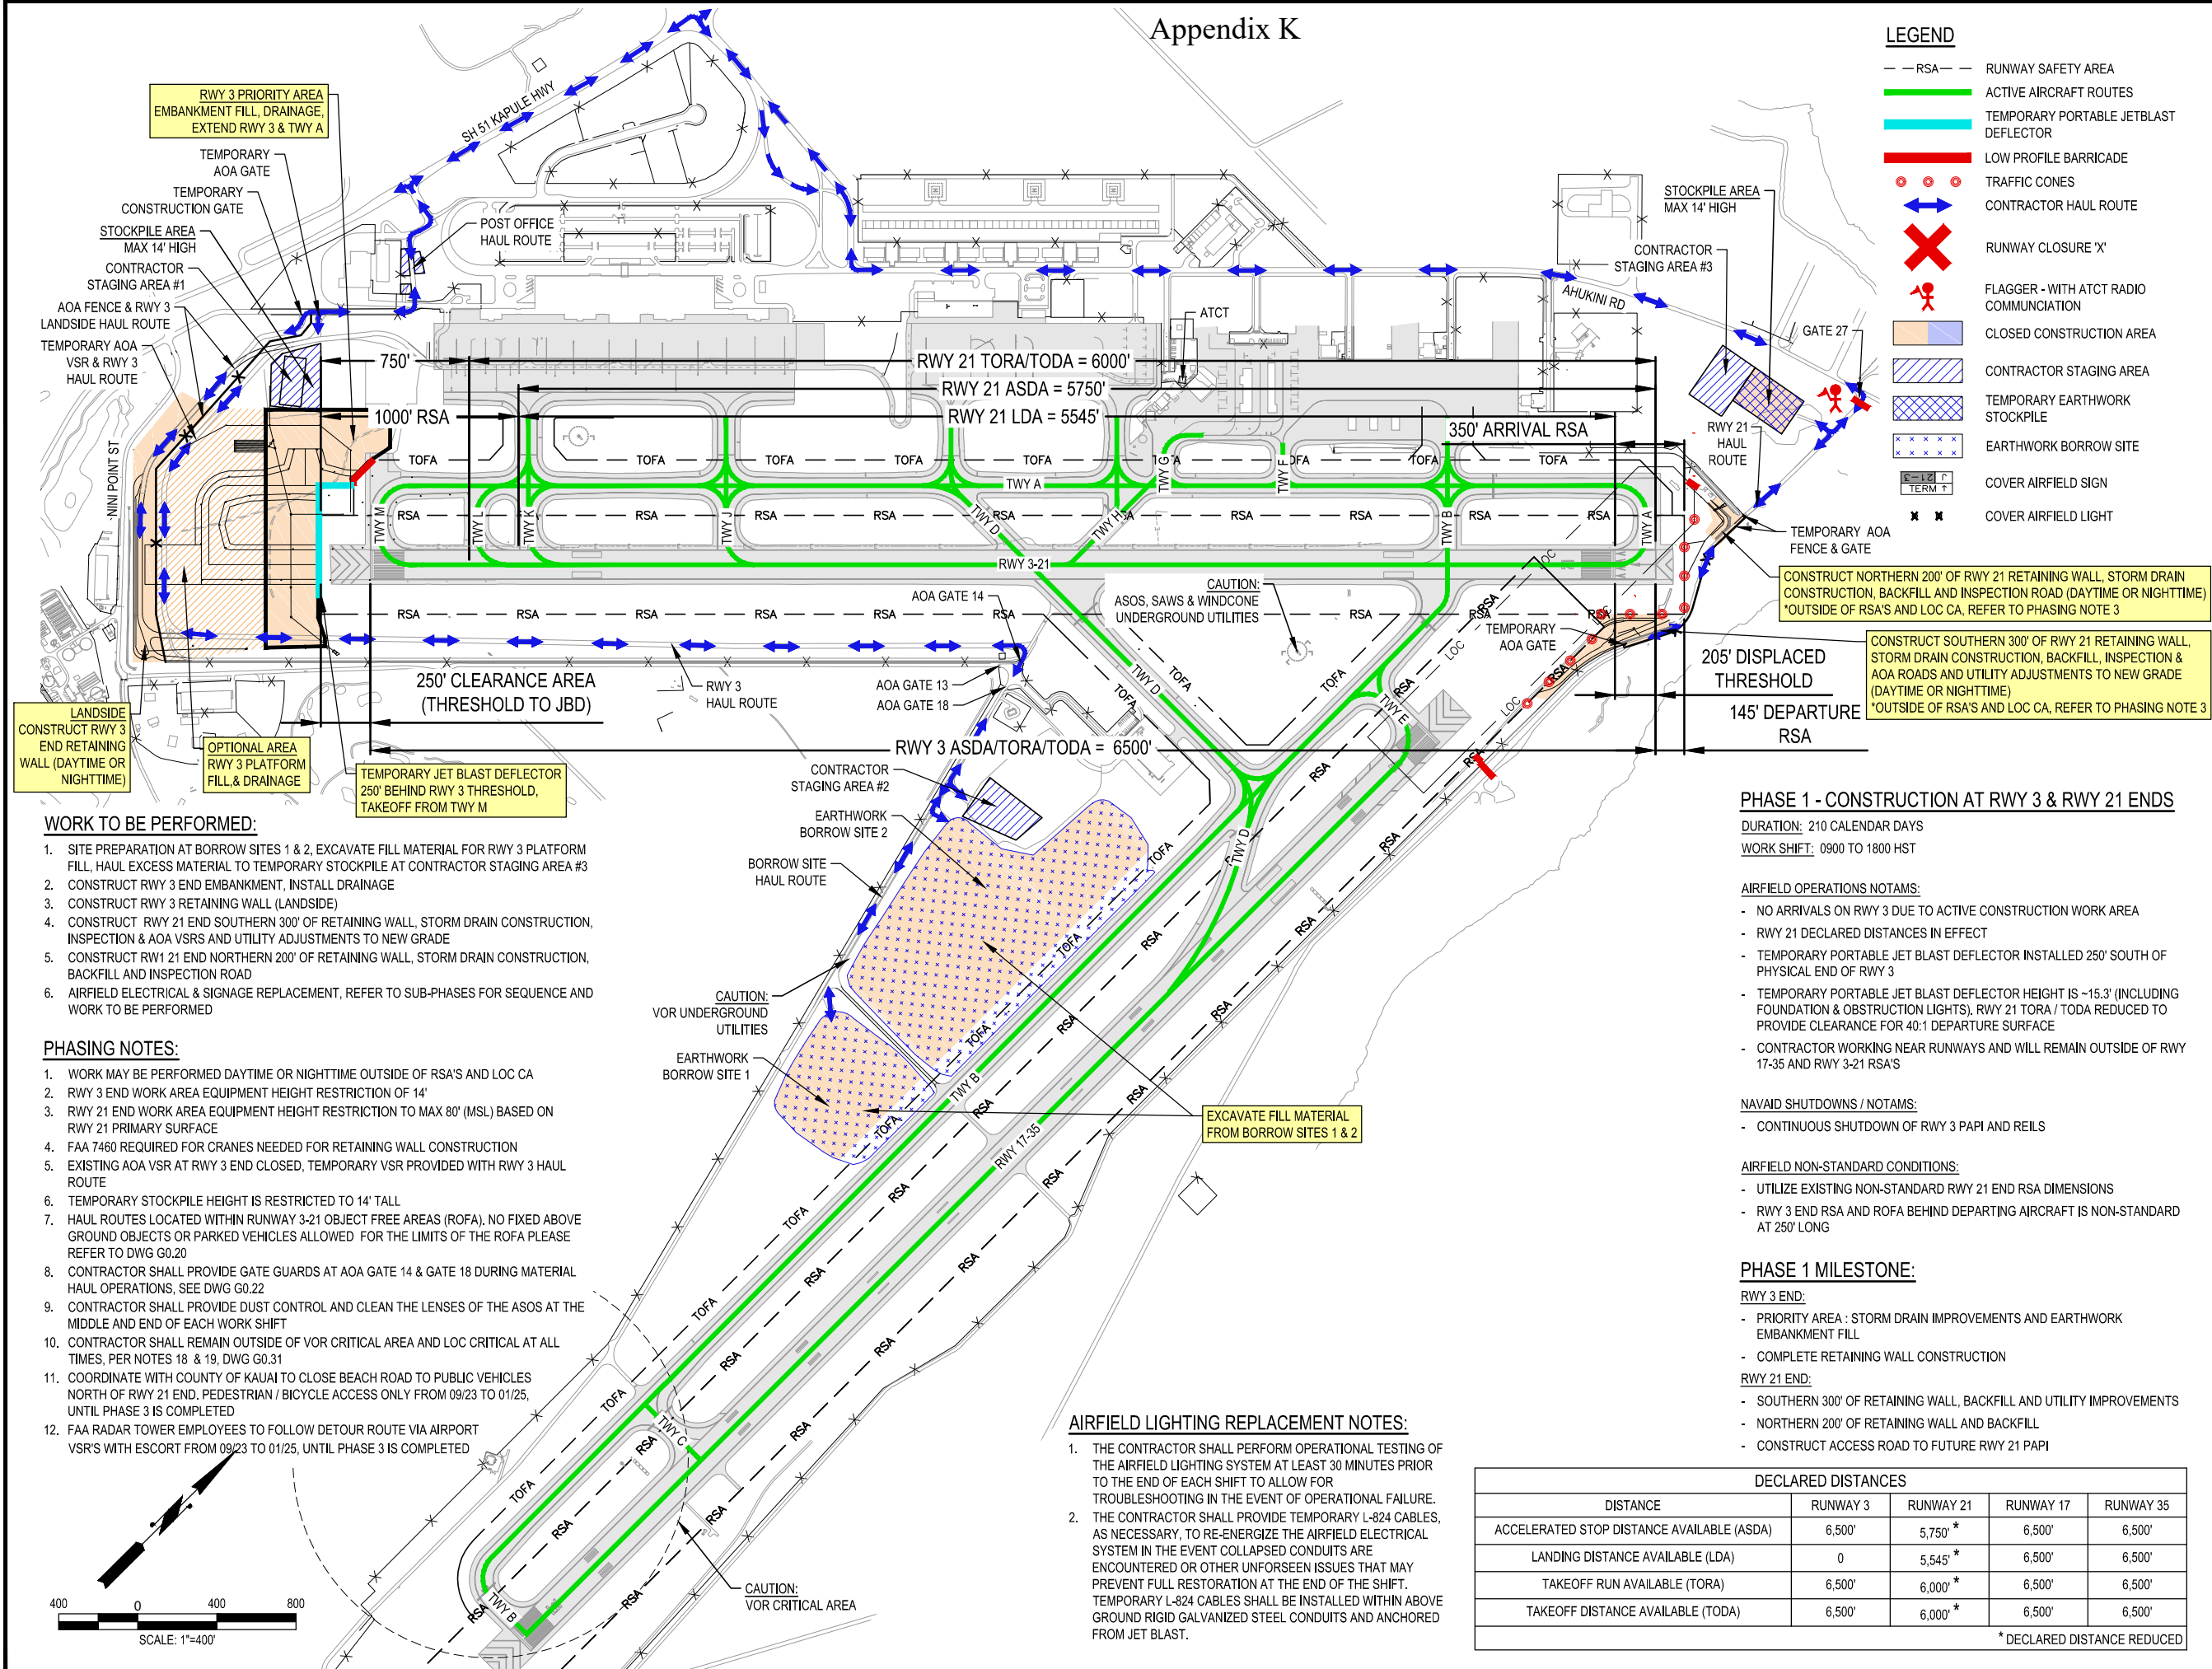 Appendix K
LEGEND
RSA
RUNWAY SAFETY AREA
ACTIVE AIRCRAFT ROUTES
TEMPORARY PORTABLE JETBLAST
DEFLECTOR
LOW PROFILE BARRICADE
TRAFFIC CONES
CONTRACTOR HAUL ROUTE
RUNWAY CLOSURE 'X'
FLAGGER - WITH ATCT RADIO
COMMUNCIATION
CLOSED CONSTRUCTION AREA
CONTRACTOR STAGING AREA
TEMPORARY EARTHWORK
STOCKPILE
EARTHWORK BORROW SITE
COVER AIRFIELD SIGN
TERM ↑
COVER AIRFIELD LIGHT
RWY 3 PRIORITY AREA
EMBANKMENT FILL, DRAINAGE,
EXTEND RWY 3 & TWY A
TEMPORARY
AOA GATE
TEMPORARY
CONSTRUCTION GATE
STOCKPILE AREA
MAX 14' HIGH
CONTRACTOR
STAGING AREA #1
AOA FENCE & RWY 3
LANDSIDE HAUL ROUTE
TEMPORARY AOA
VSR & RWY 3
HAUL ROUTE
SH 51 KAPULE HWY
POST OFFICE
HAUL ROUTE
NINI POINT ST
ATCT
STOCKPILE AREA
MAX 14' HIGH
CONTRACTOR
STAGING AREA #3
AHUKINI RD
GATE 27
RWY 21
HAUL
ROUTE
750'
RWY 21 TORA/TODA = 6000'
RWY 21 ASDA = 5750'
1000' RSA
RWY 21 LDA = 5545'
350' ARRIVAL RSA
TOFA TOFA TOFA TOFA TOFA TOFA TOFA TOFA TOFA
TWY A
TWY G
TWY F
TWY M
TWY L
TWY K
TWY J
TWY D
TWY H
TWY B
TWY A
RSA RSA RSA RSA RSA RSA RSA RSA RSA
RWY 3-21
LOC
RSA RSA RSA RSA RSA RSA RSA RSA
AOA GATE 14
CAUTION:
ASOS, SAWS & WINDCONE
UNDERGROUND UTILITIES
TEMPORARY
AOA GATE
TEMPORARY AOA
FENCE & GATE
CONSTRUCT NORTHERN 200' OF RWY 21 RETAINING WALL, STORM DRAIN
CONSTRUCTION, BACKFILL AND INSPECTION ROAD (DAYTIME OR NIGHTTIME)
*OUTSIDE OF RSA'S AND LOC CA, REFER TO PHASING NOTE 3
CONSTRUCT SOUTHERN 300' OF RWY 21 RETAINING WALL,
STORM DRAIN CONSTRUCTION, BACKFILL, INSPECTION &
AOA ROADS AND UTILITY ADJUSTMENTS TO NEW GRADE
(DAYTIME OR NIGHTTIME)
*OUTSIDE OF RSA'S AND LOC CA, REFER TO PHASING NOTE 3
205' DISPLACED
THRESHOLD
145' DEPARTURE
RSA
250' CLEARANCE AREA
(THRESHOLD TO JBD)
RWY 3
HAUL ROUTE
AOA GATE 13
AOA GATE 18
RWY 3 ASDA/TORA/TODA = 6500'
LANDSIDE
CONSTRUCT RWY 3
END RETAINING
WALL (DAYTIME OR
NIGHTTIME)
OPTIONAL AREA
RWY 3 PLATFORM
FILL,& DRAINAGE
TEMPORARY JET BLAST DEFLECTOR
250' BEHIND RWY 3 THRESHOLD,
TAKEOFF FROM TWY M
CONTRACTOR
STAGING AREA #2
EARTHWORK
BORROW SITE 2
BORROW SITE
HAUL ROUTE
CAUTION:
VOR UNDERGROUND
UTILITIES
EARTHWORK
BORROW SITE 1
EXCAVATE FILL MATERIAL
FROM BORROW SITES 1 & 2
TWY D
TWY E
TWY D
TWY B
RWY 17-35
TWY C
TWY B
CAUTION:
VOR CRITICAL AREA
WORK TO BE PERFORMED:
1. SITE PREPARATION AT BORROW SITES 1 & 2, EXCAVATE FILL MATERIAL FOR RWY 3 PLATFORM
FILL, HAUL EXCESS MATERIAL TO TEMPORARY STOCKPILE AT CONTRACTOR STAGING AREA #3
2. CONSTRUCT RWY 3 END EMBANKMENT, INSTALL DRAINAGE
3. CONSTRUCT RWY 3 RETAINING WALL (LANDSIDE)
4. CONSTRUCT RWY 21 END SOUTHERN 300' OF RETAINING WALL, STORM DRAIN CONSTRUCTION,
INSPECTION & AOA VSRS AND UTILITY ADJUSTMENTS TO NEW GRADE
5. CONSTRUCT RW1 21 END NORTHERN 200' OF RETAINING WALL, STORM DRAIN CONSTRUCTION,
BACKFILL AND INSPECTION ROAD
6. AIRFIELD ELECTRICAL & SIGNAGE REPLACEMENT, REFER TO SUB-PHASES FOR SEQUENCE AND
WORK TO BE PERFORMED
PHASING NOTES:
1. WORK MAY BE PERFORMED DAYTIME OR NIGHTTIME OUTSIDE OF RSA'S AND LOC CA
2. RWY 3 END WORK AREA EQUIPMENT HEIGHT RESTRICTION OF 14'
3. RWY 21 END WORK AREA EQUIPMENT HEIGHT RESTRICTION TO MAX 80' (MSL) BASED ON
RWY 21 PRIMARY SURFACE
4. FAA 7460 REQUIRED FOR CRANES NEEDED FOR RETAINING WALL CONSTRUCTION
5. EXISTING AOA VSR AT RWY 3 END CLOSED, TEMPORARY VSR PROVIDED WITH RWY 3 HAUL
ROUTE
6. TEMPORARY STOCKPILE HEIGHT IS RESTRICTED TO 14' TALL
7. HAUL ROUTES LOCATED WITHIN RUNWAY 3-21 OBJECT FREE AREAS (ROFA). NO FIXED ABOVE
GROUND OBJECTS OR PARKED VEHICLES ALLOWED FOR THE LIMITS OF THE ROFA PLEASE
REFER TO DWG G0.20
8. CONTRACTOR SHALL PROVIDE GATE GUARDS AT AOA GATE 14 & GATE 18 DURING MATERIAL
HAUL OPERATIONS, SEE DWG G0.22
9. CONTRACTOR SHALL PROVIDE DUST CONTROL AND CLEAN THE LENSES OF THE ASOS AT THE
MIDDLE AND END OF EACH WORK SHIFT
10. CONTRACTOR SHALL REMAIN OUTSIDE OF VOR CRITICAL AREA AND LOC CRITICAL AT ALL
TIMES, PER NOTES 18 & 19, DWG G0.31
11. COORDINATE WITH COUNTY OF KAUAI TO CLOSE BEACH ROAD TO PUBLIC VEHICLES
NORTH OF RWY 21 END. PEDESTRIAN / BICYCLE ACCESS ONLY FROM 09/23 TO 01/25,
UNTIL PHASE 3 IS COMPLETED
12. FAA RADAR TOWER EMPLOYEES TO FOLLOW DETOUR ROUTE VIA AIRPORT
VSR'S WITH ESCORT FROM 09/23 TO 01/25, UNTIL PHASE 3 IS COMPLETED
400 0 400 800
SCALE: 1"=400'
AIRFIELD LIGHTING REPLACEMENT NOTES:
1. THE CONTRACTOR SHALL PERFORM OPERATIONAL TESTING OF
THE AIRFIELD LIGHTING SYSTEM AT LEAST 30 MINUTES PRIOR
TO THE END OF EACH SHIFT TO ALLOW FOR
TROUBLESHOOTING IN THE EVENT OF OPERATIONAL FAILURE.
2. THE CONTRACTOR SHALL PROVIDE TEMPORARY L-824 CABLES,
AS NECESSARY, TO RE-ENERGIZE THE AIRFIELD ELECTRICAL
SYSTEM IN THE EVENT COLLAPSED CONDUITS ARE
ENCOUNTERED OR OTHER UNFORSEEN ISSUES THAT MAY
PREVENT FULL RESTORATION AT THE END OF THE SHIFT.
TEMPORARY L-824 CABLES SHALL BE INSTALLED WITHIN ABOVE
GROUND RIGID GALVANIZED STEEL CONDUITS AND ANCHORED
FROM JET BLAST.
PHASE 1 - CONSTRUCTION AT RWY 3 & RWY 21 ENDS
DURATION: 210 CALENDAR DAYS
WORK SHIFT: 0900 TO 1800 HST
AIRFIELD OPERATIONS NOTAMS:
- NO ARRIVALS ON RWY 3 DUE TO ACTIVE CONSTRUCTION WORK AREA
- RWY 21 DECLARED DISTANCES IN EFFECT
- TEMPORARY PORTABLE JET BLAST DEFLECTOR INSTALLED 250' SOUTH OF
PHYSICAL END OF RWY 3
- TEMPORARY PORTABLE JET BLAST DEFLECTOR HEIGHT IS ~15.3' (INCLUDING
FOUNDATION & OBSTRUCTION LIGHTS). RWY 21 TORA / TODA REDUCED TO
PROVIDE CLEARANCE FOR 40:1 DEPARTURE SURFACE
- CONTRACTOR WORKING NEAR RUNWAYS AND WILL REMAIN OUTSIDE OF RWY
17-35 AND RWY 3-21 RSA'S
NAVAID SHUTDOWNS / NOTAMS:
- CONTINUOUS SHUTDOWN OF RWY 3 PAPI AND REILS
AIRFIELD NON-STANDARD CONDITIONS:
- UTILIZE EXISTING NON-STANDARD RWY 21 END RSA DIMENSIONS
- RWY 3 END RSA AND ROFA BEHIND DEPARTING AIRCRAFT IS NON-STANDARD
AT 250' LONG
PHASE 1 MILESTONE:
RWY 3 END:
- PRIORITY AREA : STORM DRAIN IMPROVEMENTS AND EARTHWORK
EMBANKMENT FILL
- COMPLETE RETAINING WALL CONSTRUCTION
RWY 21 END:
- SOUTHERN 300' OF RETAINING WALL, BACKFILL AND UTILITY IMPROVEMENTS
- NORTHERN 200' OF RETAINING WALL AND BACKFILL
- CONSTRUCT ACCESS ROAD TO FUTURE RWY 21 PAPI
DECLARED DISTANCES
DISTANCE RUNWAY 3 RUNWAY 21 RUNWAY 17 RUNWAY 35
ACCELERATED STOP DISTANCE AVAILABLE (ASDA) 6,500' 5,750' * 6,500' 6,500'
LANDING DISTANCE AVAILABLE (LDA) 0 5,545' * 6,500' 6,500'
TAKEOFF RUN AVAILABLE (TORA) 6,500' 6,000' * 6,500' 6,500'
TAKEOFF DISTANCE AVAILABLE (TODA) 6,500' 6,000' * 6,500' 6,500'
* DECLARED DISTANCE REDUCED